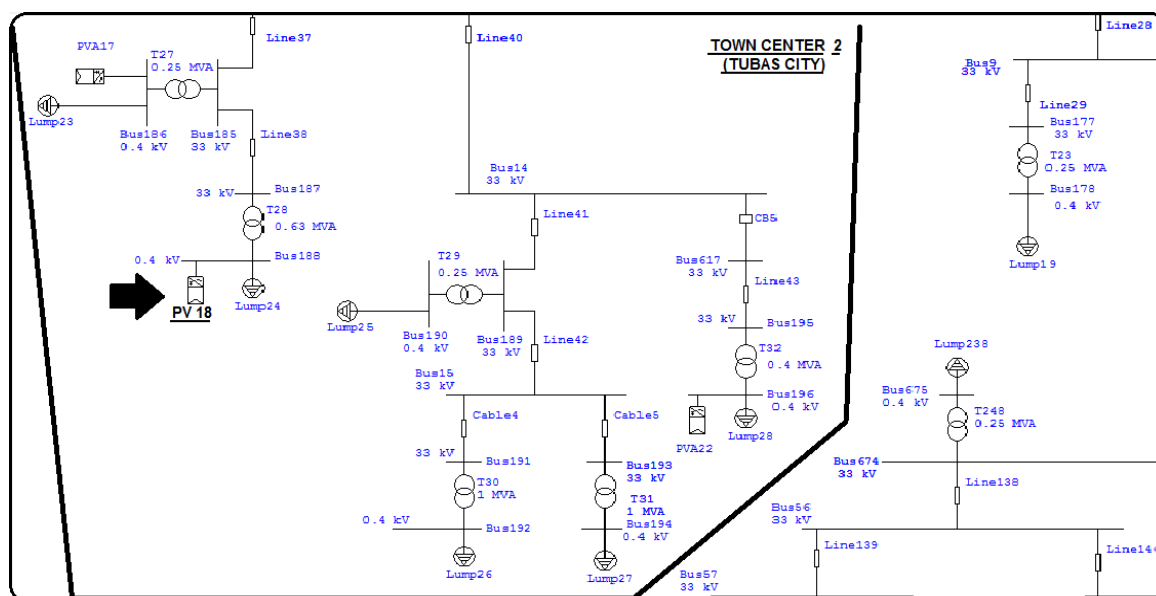 Line37
Line40
Line28
PVA17
T27
0.25 MVA
TOWN CENTER 2
(TUBAS CITY)
Bus9
33 kV
Lump23
Line29
Bus186
0.4 kV
Bus185
33 kV
Line38
Bus177
33 kV
T23
0.25 MVA
Bus14
33 kV
33 kV
Bus187
Bus178
0.4 kV
T28
0.63 MVA
Line41
CB5
Lump19
0.4 kV
Bus188
T29
0.25 MVA
Bus617
33 kV
Line43
PV 18
Lump24
Lump25
Bus190
0.4 kV
Bus189
33 kV
Line42
33 kV
Bus195
T32
0.4 MVA
Lump238
Bus15
33 kV
Bus196
0.4 kV
Bus675
0.4 kV
Cable4
Cable5
PVA22
Lump28
T248
0.25 MVA
33 kV
Bus191
Bus193
33 kV
Bus674
33 kV
T30
1 MVA
T31
1 MVA
Line138
0.4 kV
Bus192
Bus194
0.4 kV
Bus56
33 kV
Line139
Line144
Lump26
Lump27
Bus57
33 kV